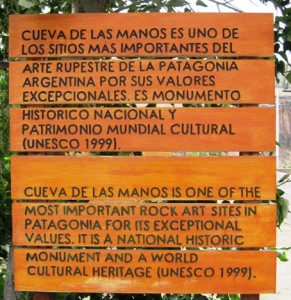 CUEVA DE LAS MANOS ES UNO DE
LOS SITIOS MAS IMPORTANTES DEL
ARTE RUPESTRE DE LA PATAGONIA
ARGENTINA POR SUS VALORES
EXCEPCIONALES, ES MONUMENTO
HISTORICO NACIONAL Y
PATRIMONIO MUNDIAL CULTURAL
(UNESCO 1999).
CUEVA DE LAS MANOS IS ONE OF THE
MOST IMPORTANT ROCK ART SITES IN
PATAGONIA FOR ITS EXCEPTIONAL
VALUES, IT IS A NATIONAL HISTORIC
MONUMENT AND A WORLD
CULTURAL HERITAGE (UNESCO 1999).